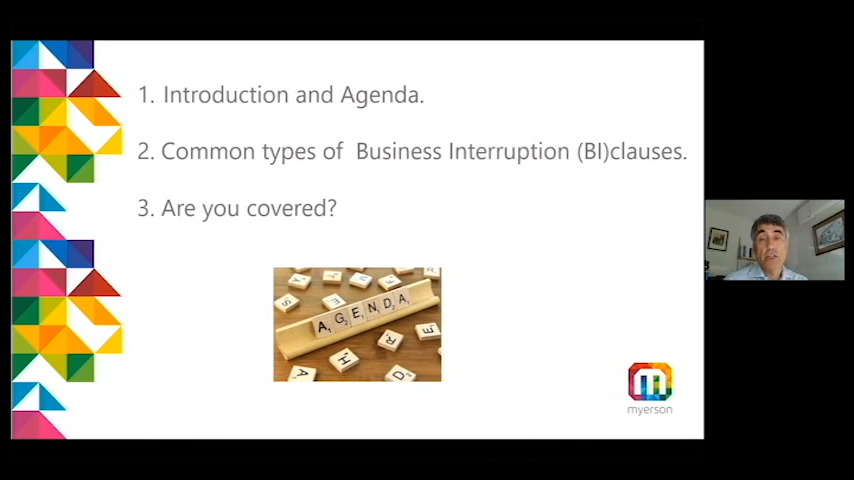 1. Introduction and Agenda.
2. Common types of  Business Interruption (BI)clauses.
3. Are you covered?
AGENDA
myerson